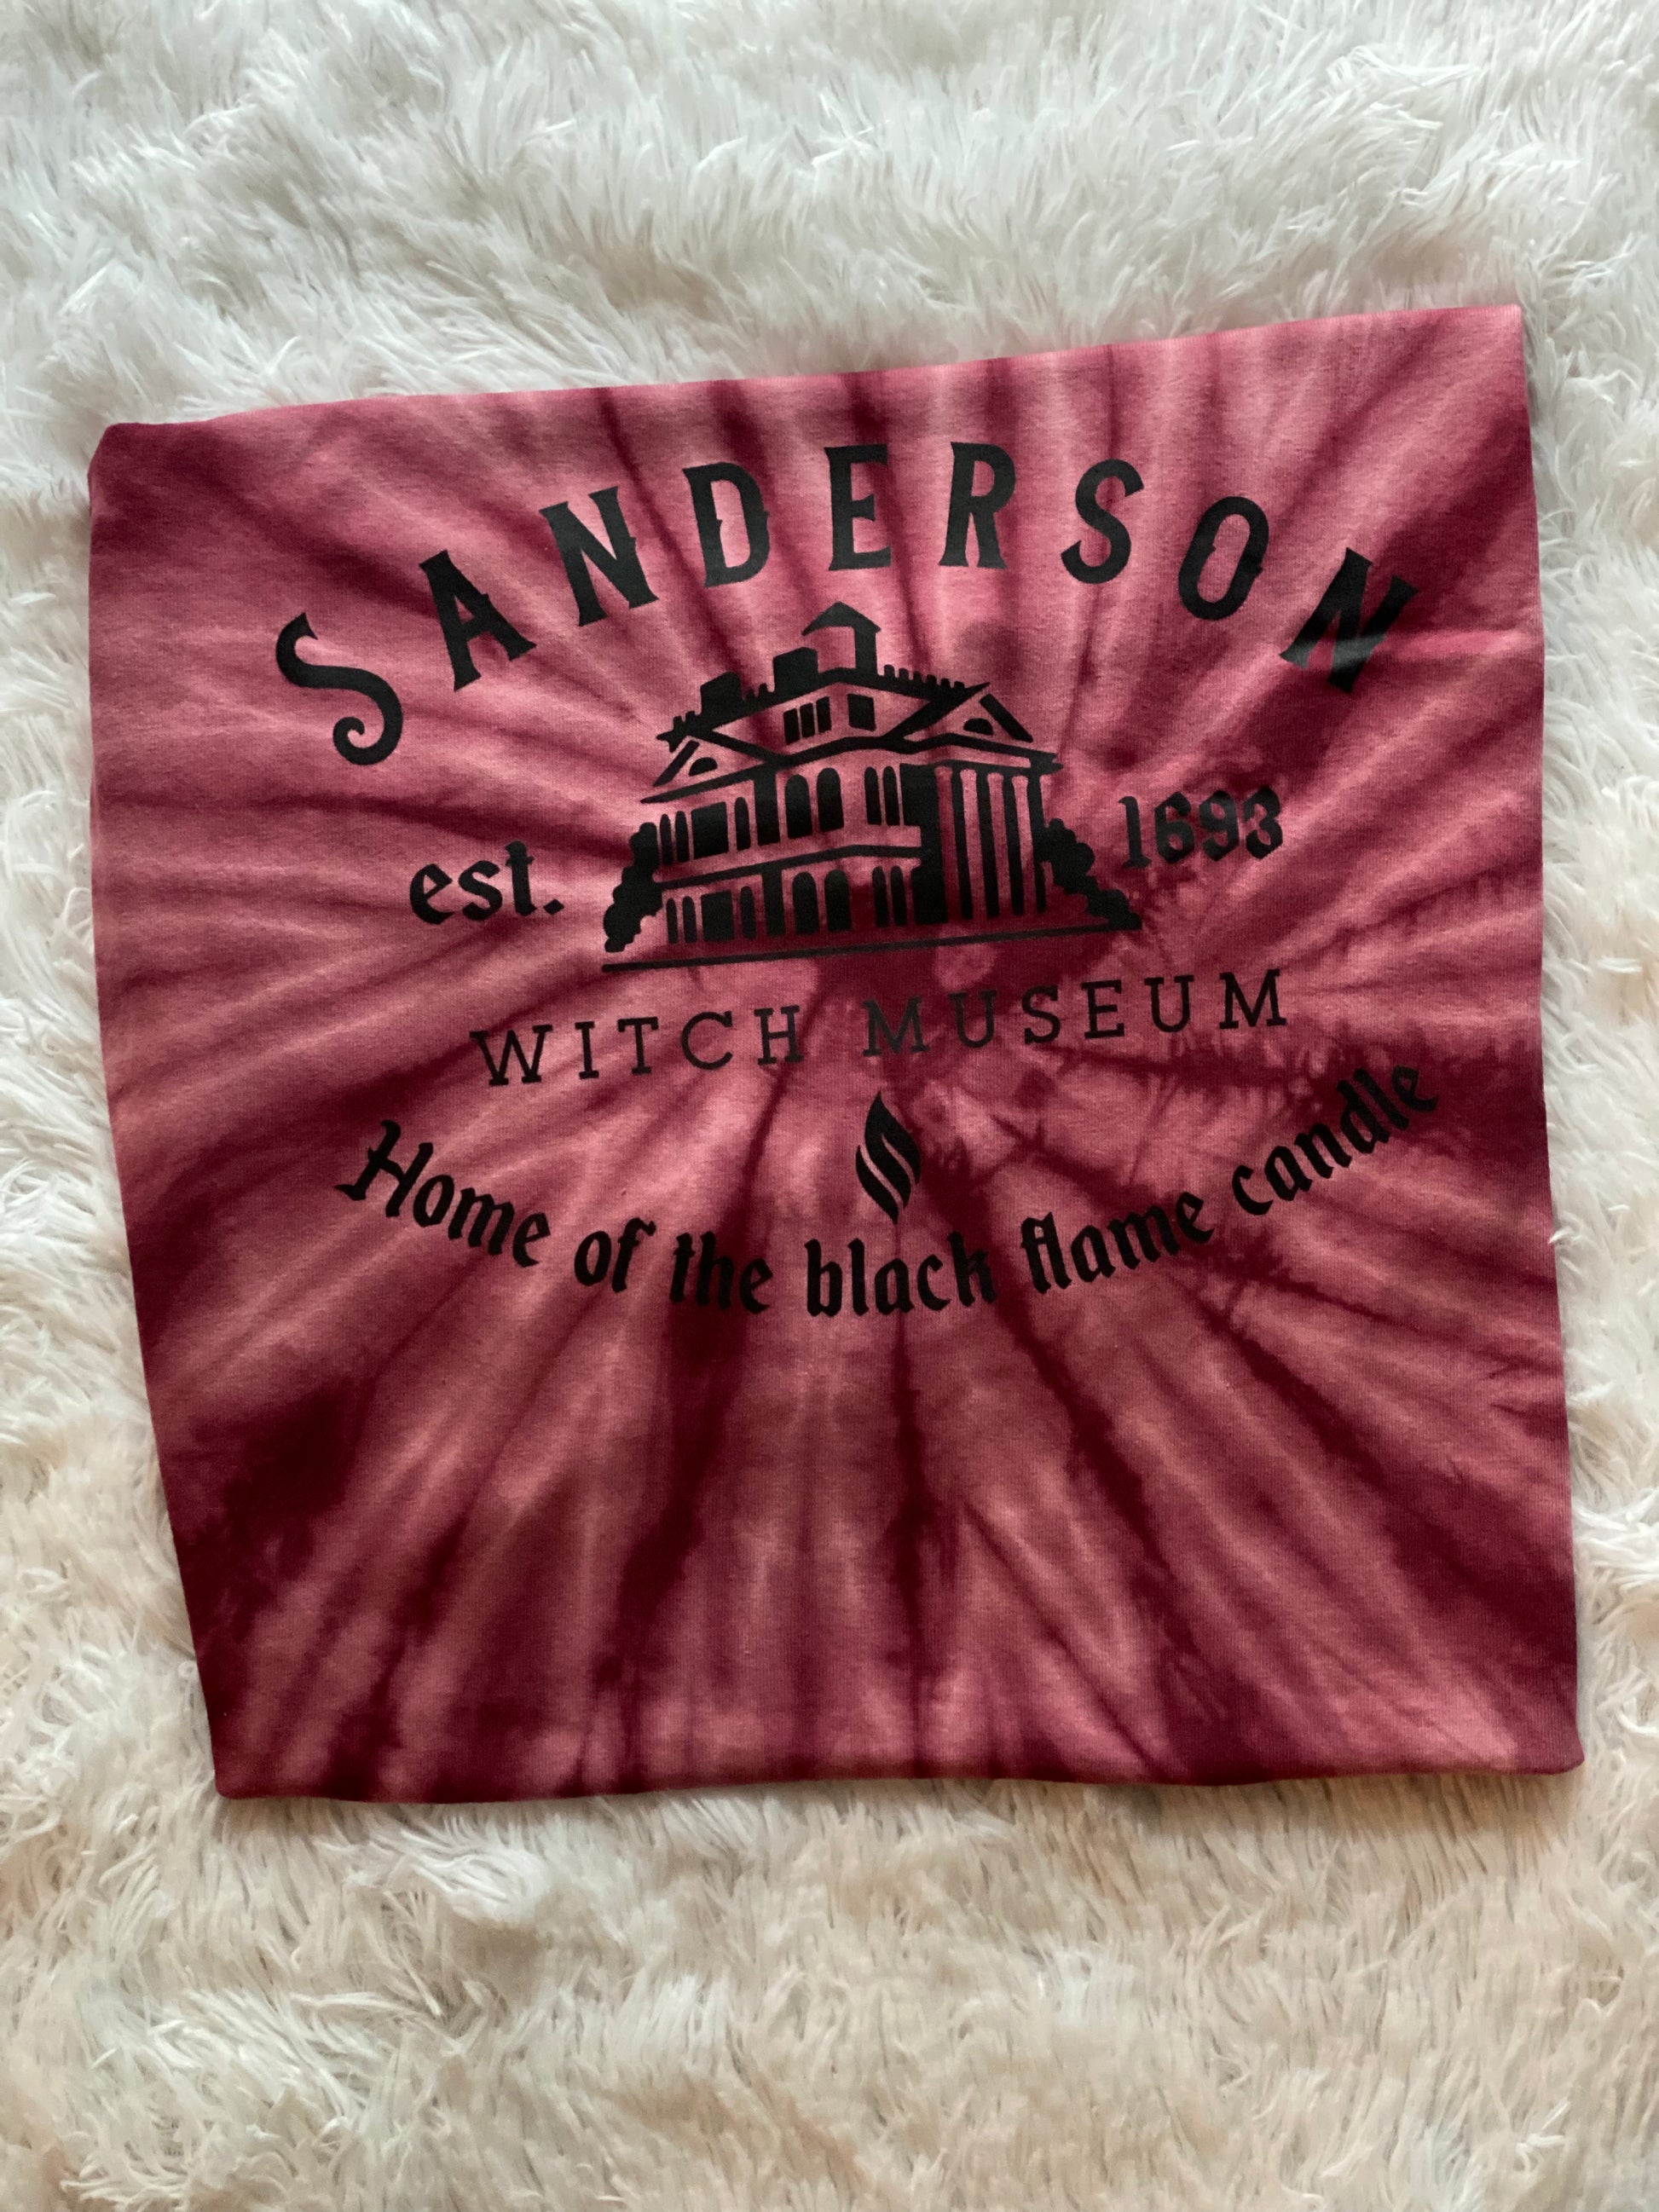 SANDERSON
est. 1693
WITCH MUSEUM
Home of the black flame candle